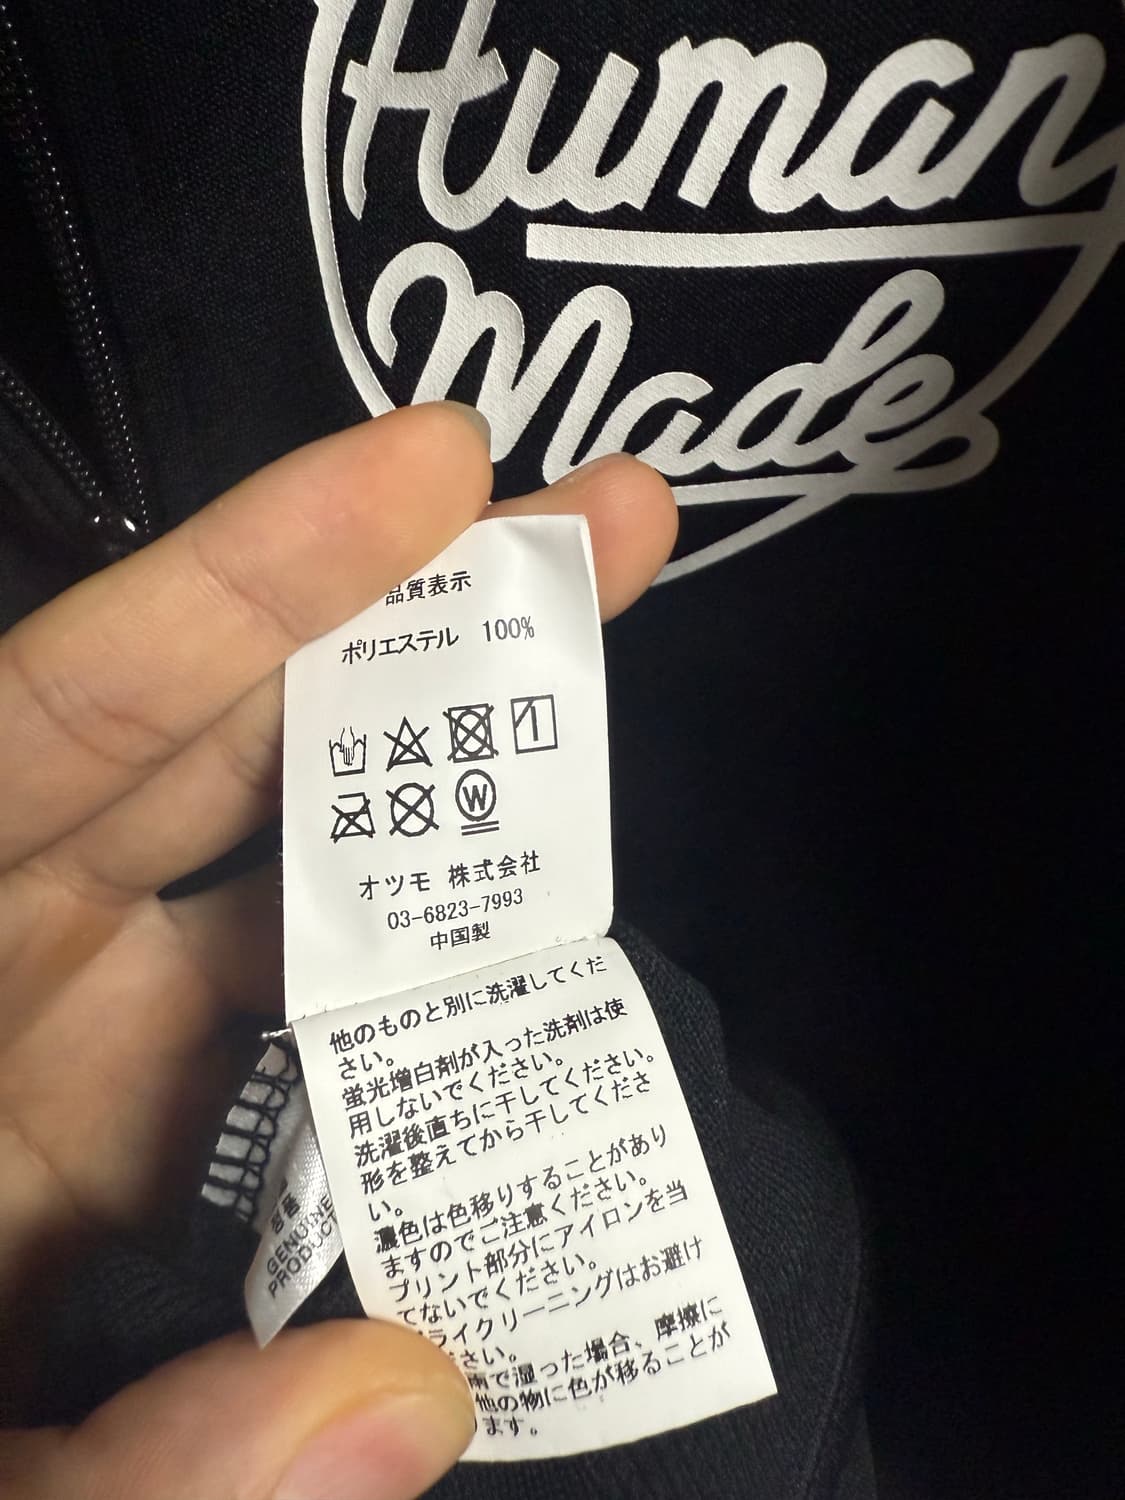 Human
Made
品質表示
ポリエステル 100%
W
オツモ 株式会社
03-6823-7993
中国製
他のものと別に洗濯してくだ
さい。
蛍光増白剤が入った洗剤は使
用しないでください。
洗濯後直ちに干してください。
形を整えてから干してくださ
い。
濃色は色移りすることがあり
ますのでご注意ください。
プリント部分にアイロンを当
てないでください。
ライクリーニングはお避け
ださい。
雨で湿った場合、摩擦に
他の物に色が移ることが
ます。
GENUINE
PRODUCT